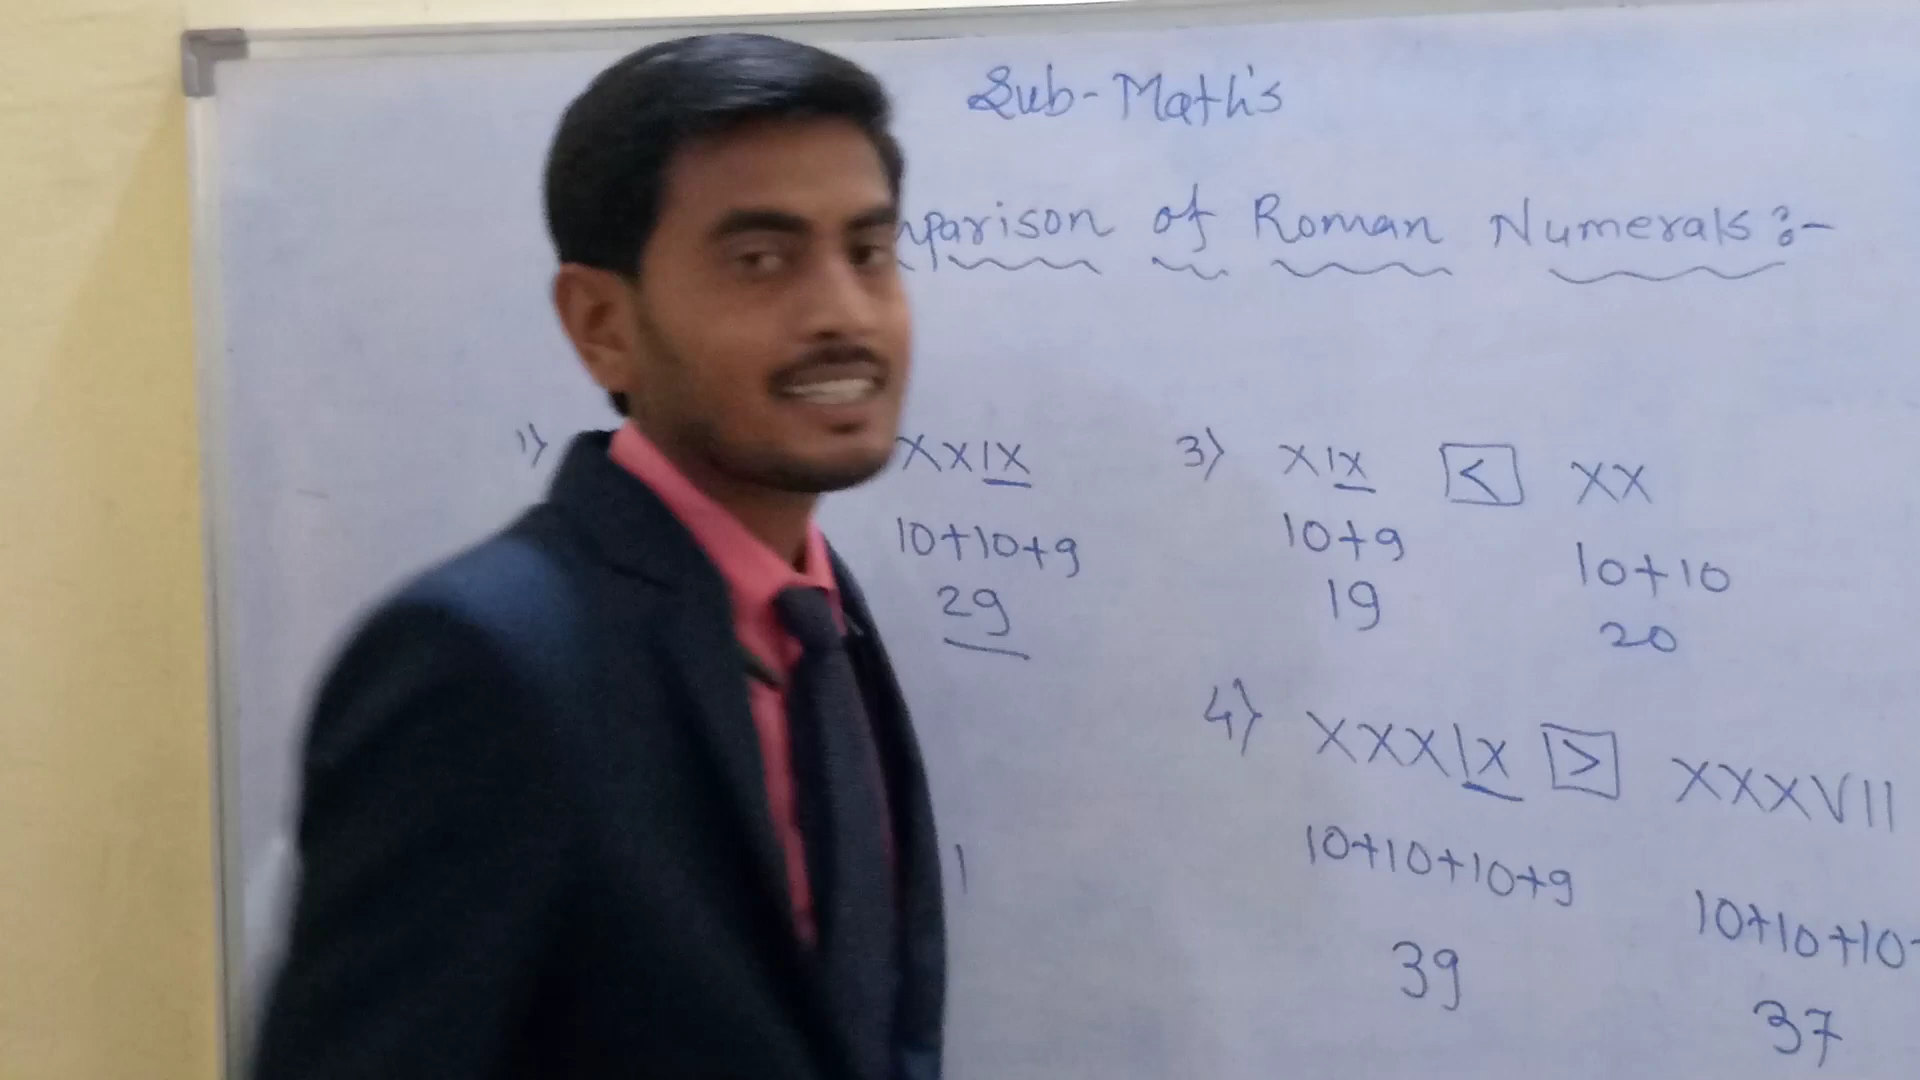 Sub-Math's
parison of Roman Numerals :-
1) XXIX
10+10+9
29
1
3) XIX < XX
10+9 10+10
19 20
4) XXXIX > XXXVII
10+10+10+9 10+10+10
39 37